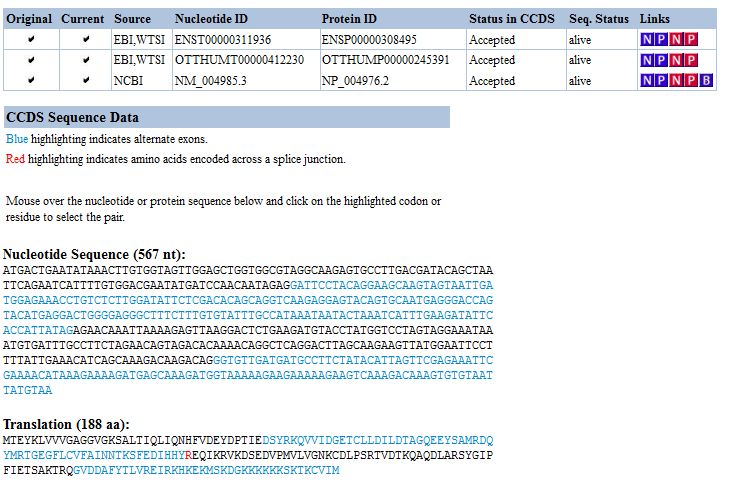 Original Current Source Nucleotide ID Protein ID Status in CCDS Seq. Status Links
✔ ✔ EBI,WTSI ENST00000311936 ENSP00000308495 Accepted alive N P N P
✔ ✔ EBI,WTSI OTTHUMT00000412230 OTTHUMP00000245391 Accepted alive N P N P
✔ ✔ NCBI NM_004985.3 NP_004976.2 Accepted alive N P N P B
CCDS Sequence Data
Blue highlighting indicates alternate exons.
Red highlighting indicates amino acids encoded across a splice junction.
Mouse over the nucleotide or protein sequence below and click on the highlighted codon or
residue to select the pair.
Nucleotide Sequence (567 nt):
ATGACTGAATATAAACTTGTGGTAGTTGGAGCTGGTGGCGTAGGCAAGAGTGCCTTGACGATACAGCTAA
TTCAGAATCATTTTGTGGACGAATATGATCCAACAATAGAGGATTCCTACAGGAAGCAAGTAGTAATTGA
TGGAGAAACCTGTCTCTTGGATATTCTCGACACAGCAGGTCAAGAGGAGTACAGTGCAATGAGGGACCAG
TACATGAGGACTGGGGAGGGCTTTCTTTGTGTATTTGCCATAAATAATACTAAATCATTTGAAGATATTC
ACCATTATAGAGAACAAATTAAAAGAGTTAAGGACTCTGAAGATGTACCTATGGTCCTAGTAGGAAATAA
ATGTGATTTGCCTTCTAGAACAGTAGACACAAAACAGGCTCAGGACTTAGCAAGAAGTTATGGAATTCCT
TTTATTGAAACATCAGCAAAGACAAGACAGGGTGTTGATGATGCCTTCTATACATTAGTTCGAGAAATTC
GAAAACATAAAGAAAAGATGAGCAAAGATGGTAAAAAGAAGAAAAAGAAGTCAAAGACAAAGTGTGTAAT
TATGTAA
Translation (188 aa):
MTEYKLVVVGAGGVGKSALTIQLIQNHFVDEYDPTIEDSYRKQVVIDGETCLLDILDTAGQEEYSAMRDQ
YMRTGEGFLCVFAINNTKSFEDIHHYREQIKRVKDSEDVPMVLVGNKCDLPSRTVDTKQAQDLARSYGIP
FIETSAKTRQGVDDAFYTLVREIRKHKEKMSKDGKKKKKKSKTKCVIM